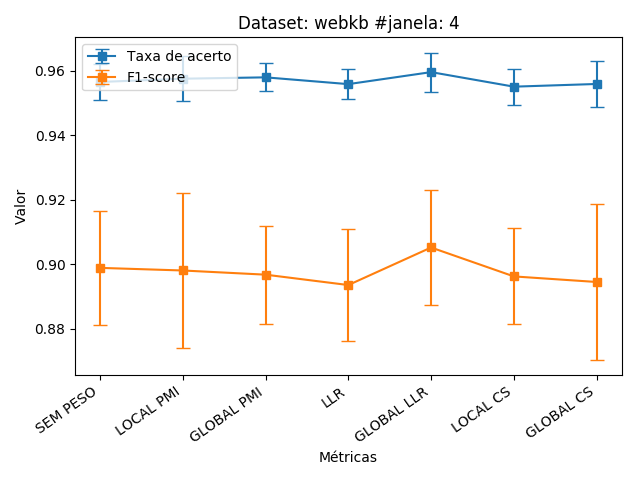 Dataset: webkb #janela: 4
Taxa de acerto
F1-score
0.96
0.94
0.92
0.90
0.88
Valor
SEM PESO
LOCAL PMI
GLOBAL PMI
LLR
GLOBAL LLR
LOCAL CS
GLOBAL CS
Métricas